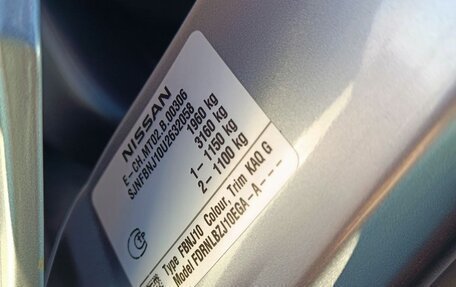 NISSAN
E-CH.MT02.B.00306
SJNFBNJ10U2632058
1960 kg
3160 kg
1- 1150 kg
2- 1100 kg
Type FBNJ10 Colour, Trim KAQ G
Model FDRNLBZJ10EGA-A---